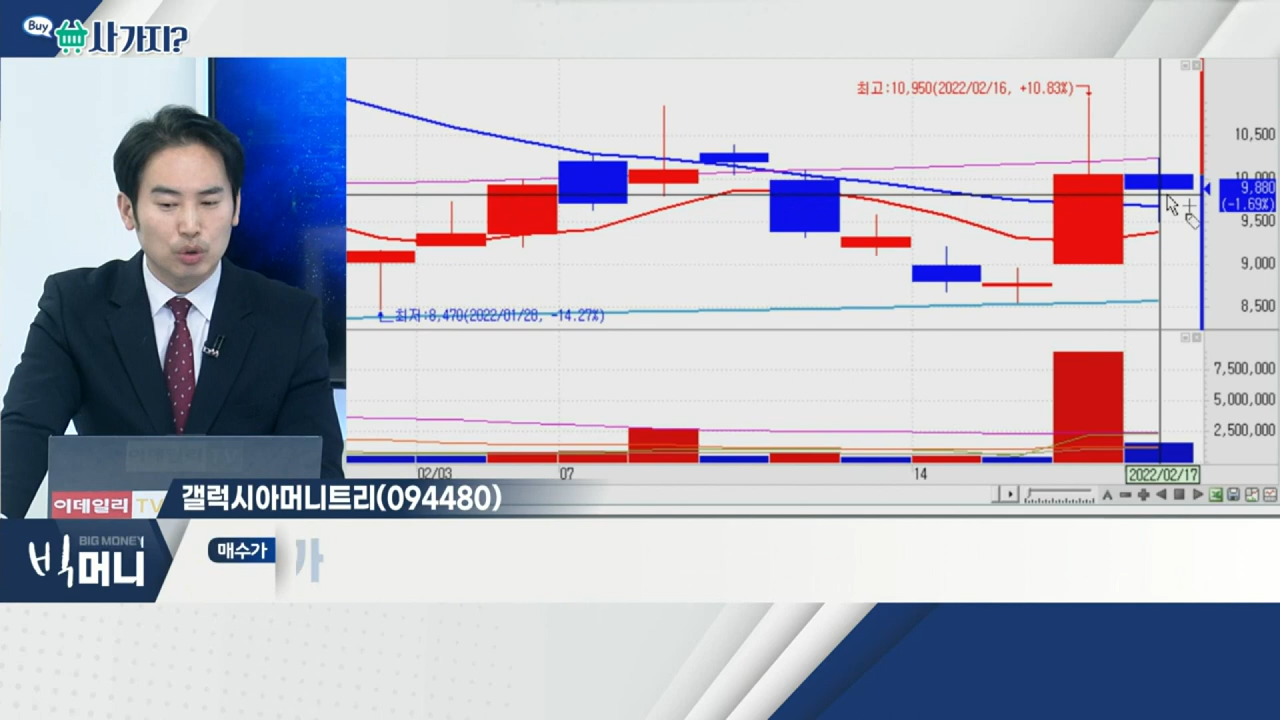 Buy
사가지?
최고:10,950(2022/02/16, +10.83%)
10,500
10,000
9,880
(-1.69%)
9,500
9,000
8,500
최저:8,470(2022/01/28, -14.27%)
7,500,000
5,000,000
2,500,000
02/03
07
14
2022/02/17
이데일리 TV
갤럭시아머니트리(094480)
BIG MONEY
빅머니
매수가
가